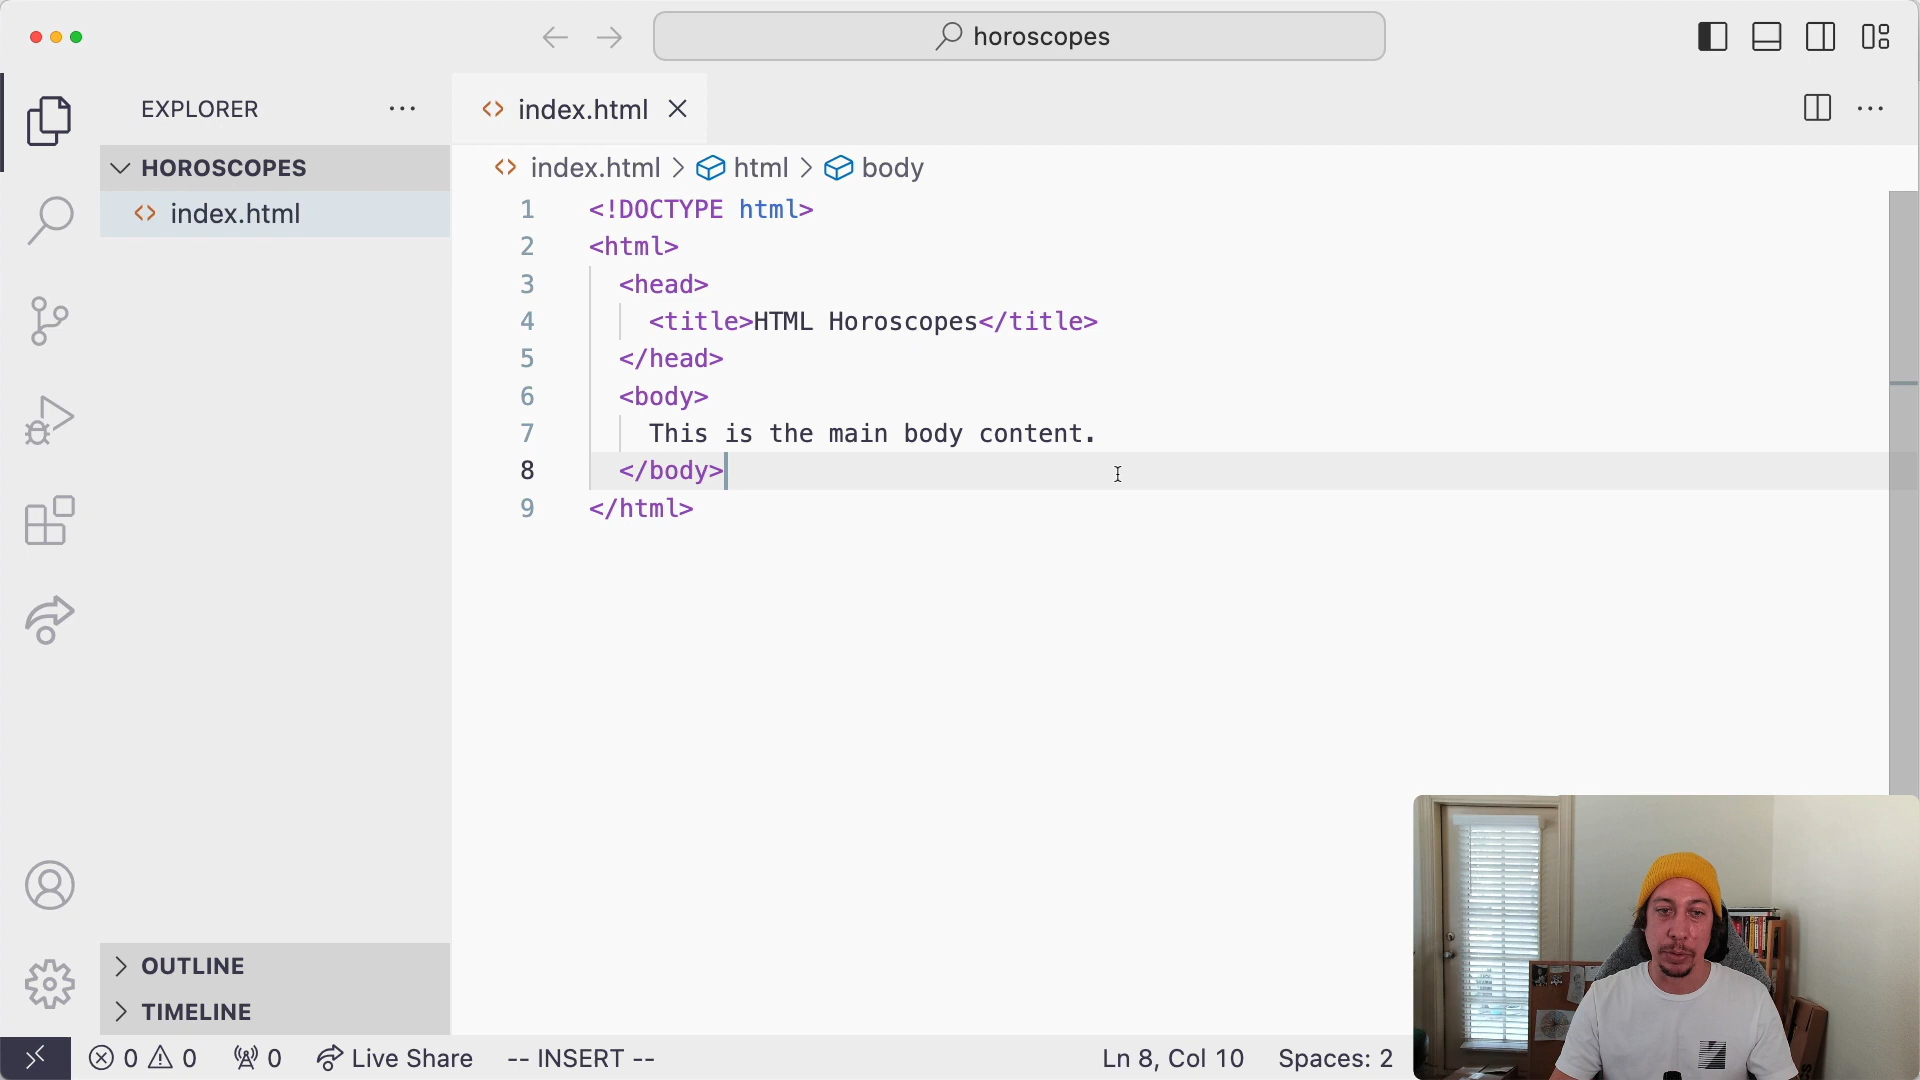 horoscopes
EXPLORER
index.html
HOROSCOPES
index.html
index.html > html > body
1 <!DOCTYPE html>
2 <html>
3 <head>
4 <title>HTML Horoscopes</title>
5 </head>
6 <body>
7 This is the main body content.
8 </body>
9 </html>
OUTLINE
TIMELINE
0 0 0 Live Share -- INSERT -- Ln 8, Col 10 Spaces: 2